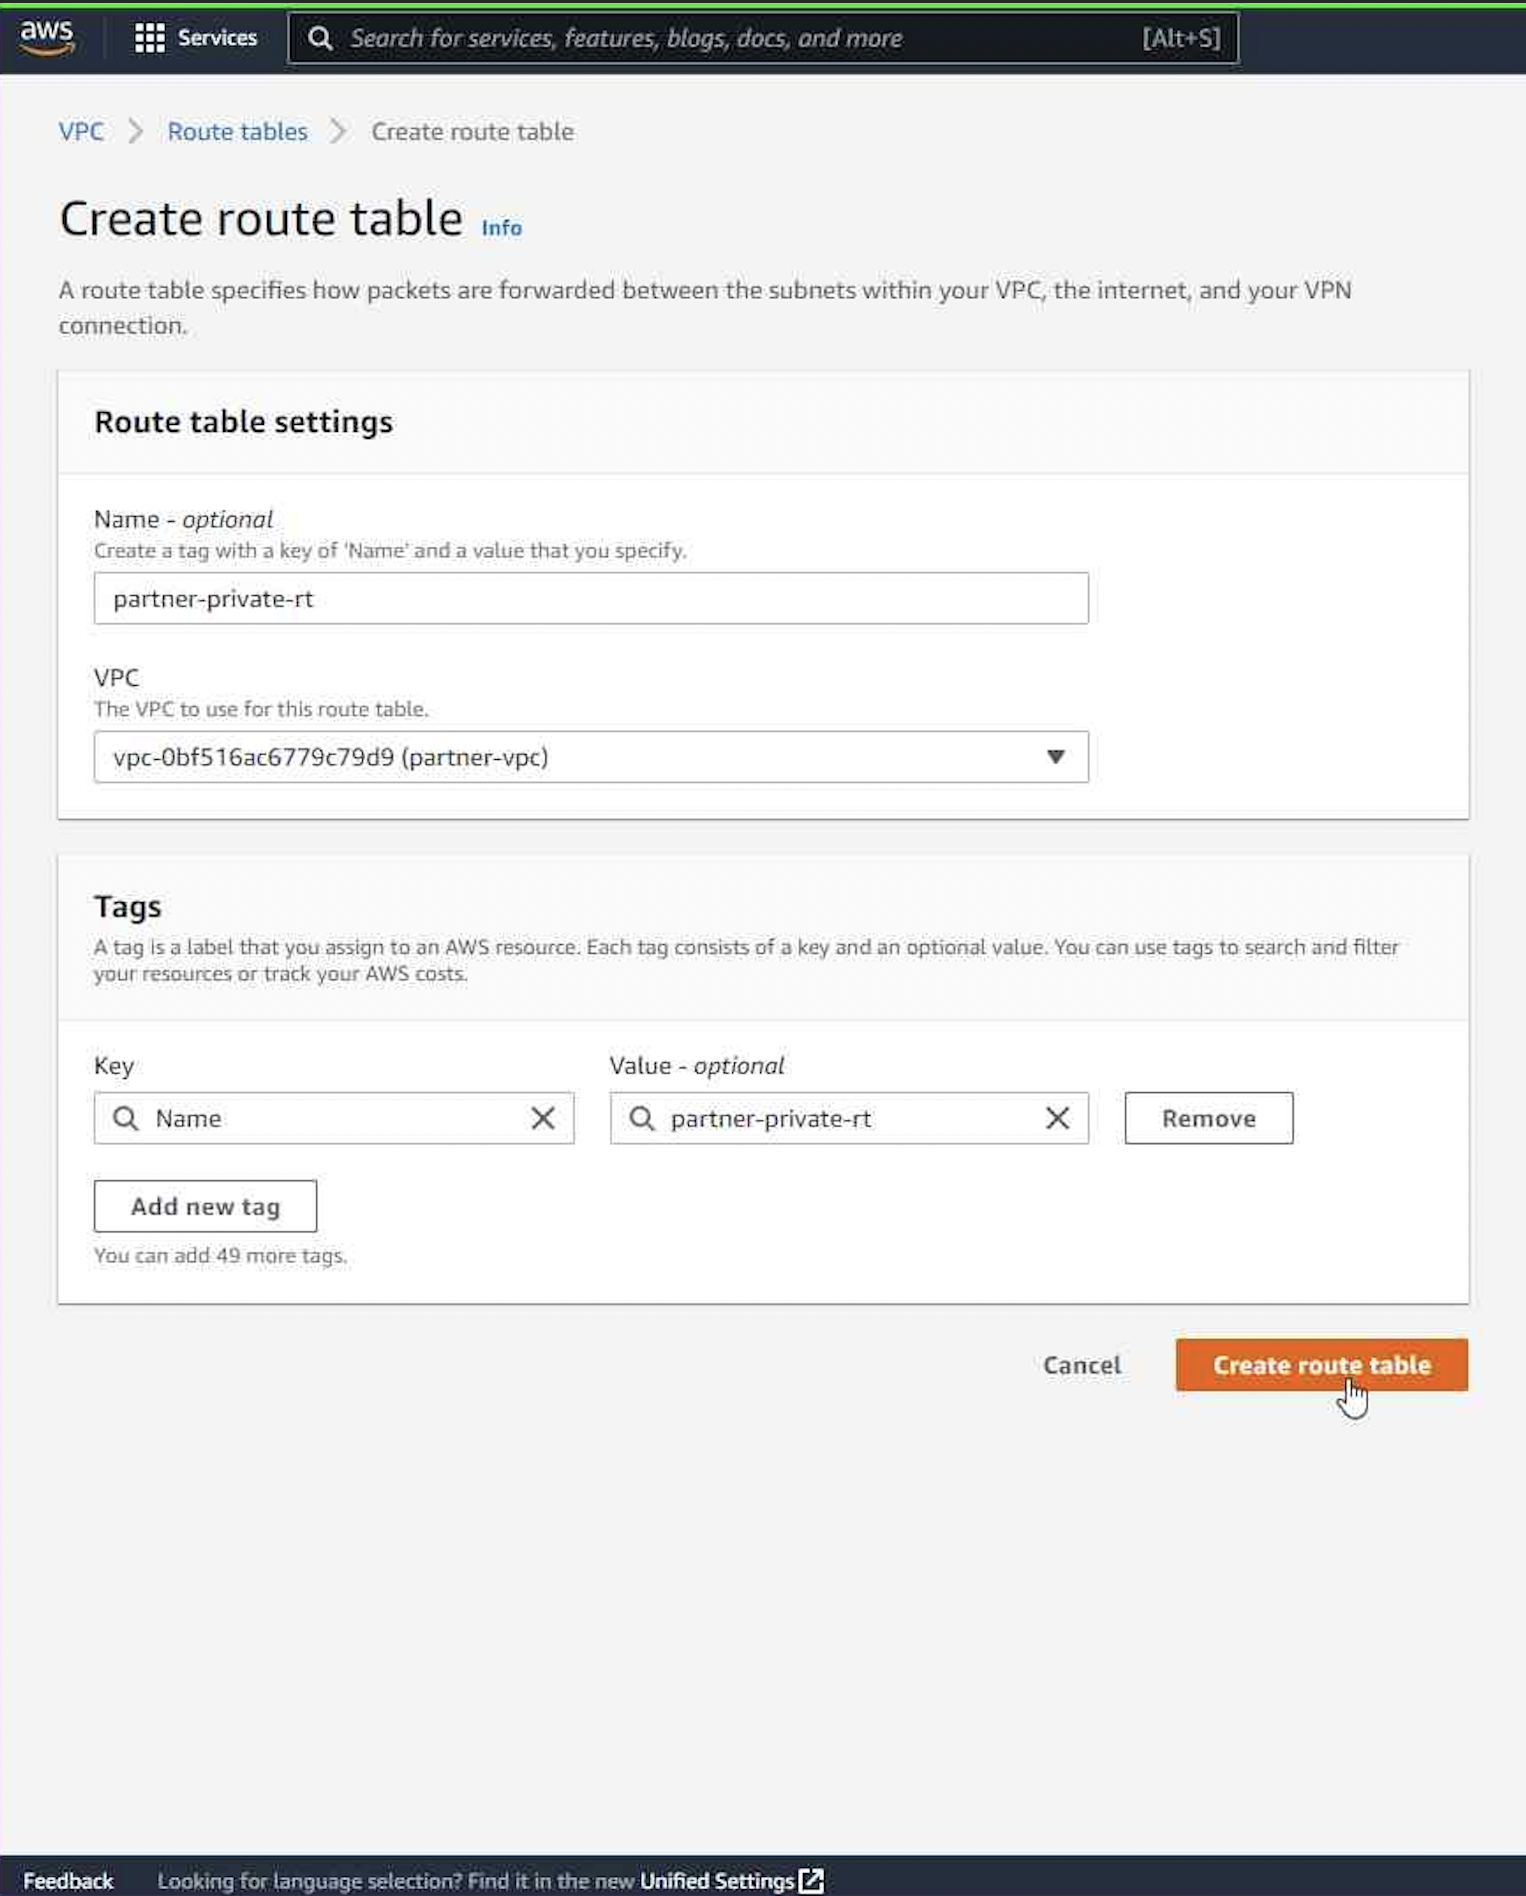 aws
Services
Search for services, features, blogs, docs, and more
[Alt+S]
VPC
Route tables
Create route table
Create route table
Info
A route table specifies how packets are forwarded between the subnets within your VPC, the internet, and your VPN
connection.
Route table settings
Name - optional
Create a tag with a key of 'Name' and a value that you specify.
partner-private-rt
VPC
The VPC to use for this route table.
vpc-0bf516ac6779c79d9 (partner-vpc)
Tags
A tag is a label that you assign to an AWS resource. Each tag consists of a key and an optional value. You can use tags to search and filter
your resources or track your AWS costs.
Key
Value - optional
Name
partner-private-rt
Remove
Add new tag
You can add 49 more tags.
Cancel
Create route table
Feedback
Looking for language selection? Find it in the new Unified Settings